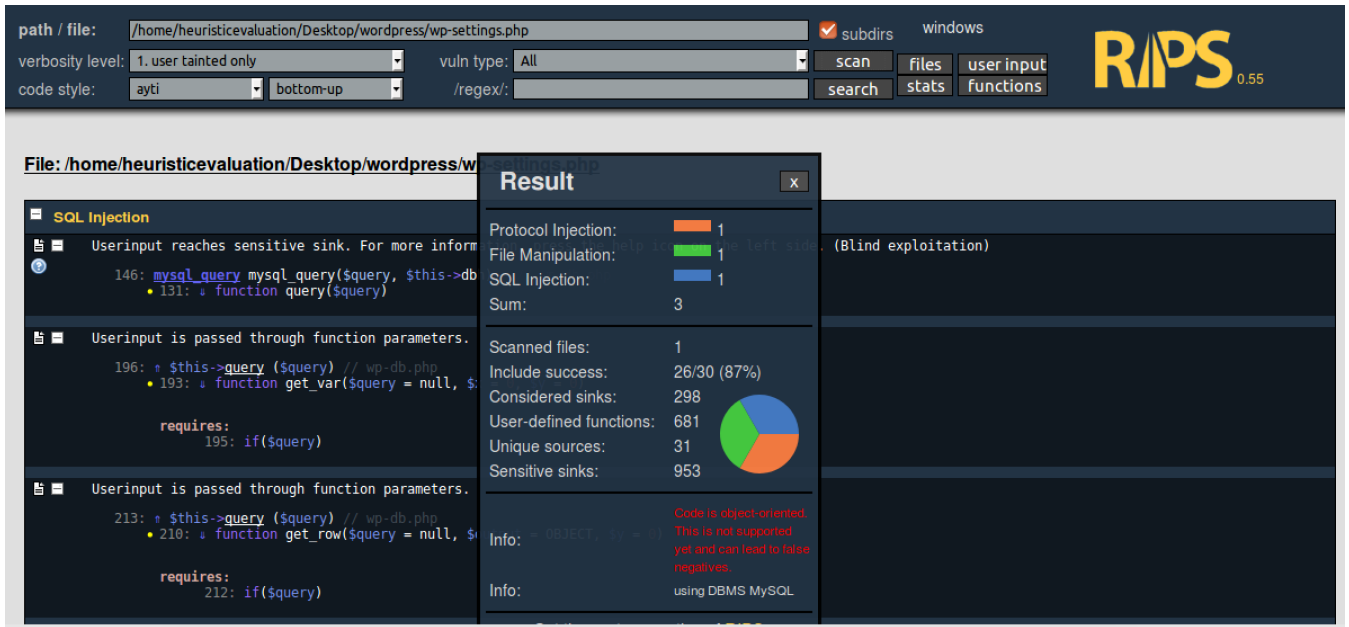 path / file: /home/heuristicevaluation/Desktop/wordpress/wp-settings.php subdirs windows
verbosity level: 1. user tainted only vuln type: All scan files user input
code style: ayti bottom-up /regex/: search stats functions
RIPS 0.55
File: /home/heuristicevaluation/Desktop/wordpress/wp-settings.php
SQL Injection
Userinput reaches sensitive sink. For more information, press the help icon on the left side. (Blind exploitation)
146: mysql_query mysql_query($query, $this->db
131: ⇓ function query($query)
Userinput is passed through function parameters.
196: ⇑ $this->query ($query) // wp-db.php
193: ⇓ function get_var($query = null, $
requires:
195: if($query)
Userinput is passed through function parameters.
213: ⇑ $this->query ($query) // wp-db.php
210: ⇓ function get_row($query = null, $ = OBJECT, $y = 0)
requires:
212: if($query)
Result x
Protocol Injection: 1
File Manipulation: 1
SQL Injection: 1
Sum: 3
Scanned files: 1
Include success: 26/30 (87%)
Considered sinks: 298
User-defined functions: 681
Unique sources: 31
Sensitive sinks: 953
Info: Code is object-oriented.
This is not supported
yet and can lead to false
negatives.
Info: using DBMS MySQL